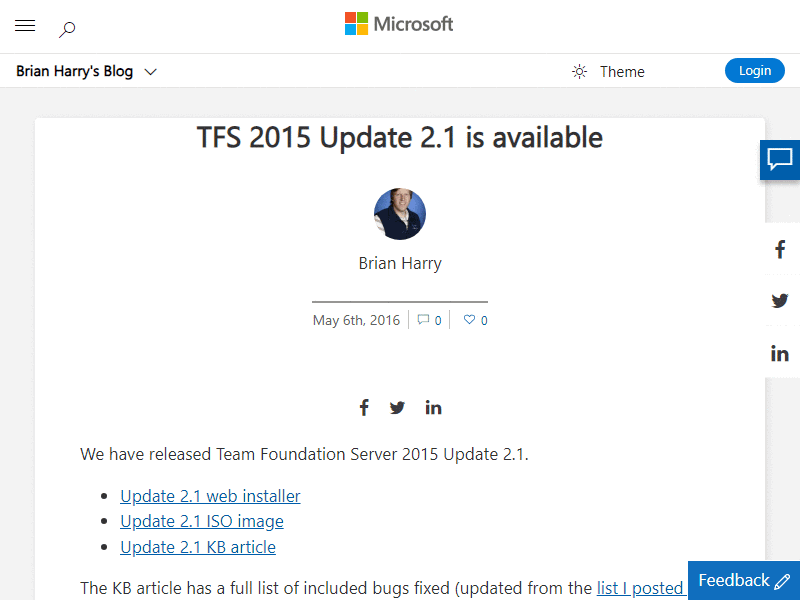 Microsoft
Brian Harry's Blog
Theme
Login
TFS 2015 Update 2.1 is available
Brian Harry
May 6th, 2016 0 0
We have released Team Foundation Server 2015 Update 2.1.
Update 2.1 web installer
Update 2.1 ISO image
Update 2.1 KB article
The KB article has a full list of included bugs fixed (updated from the list I posted
Feedback